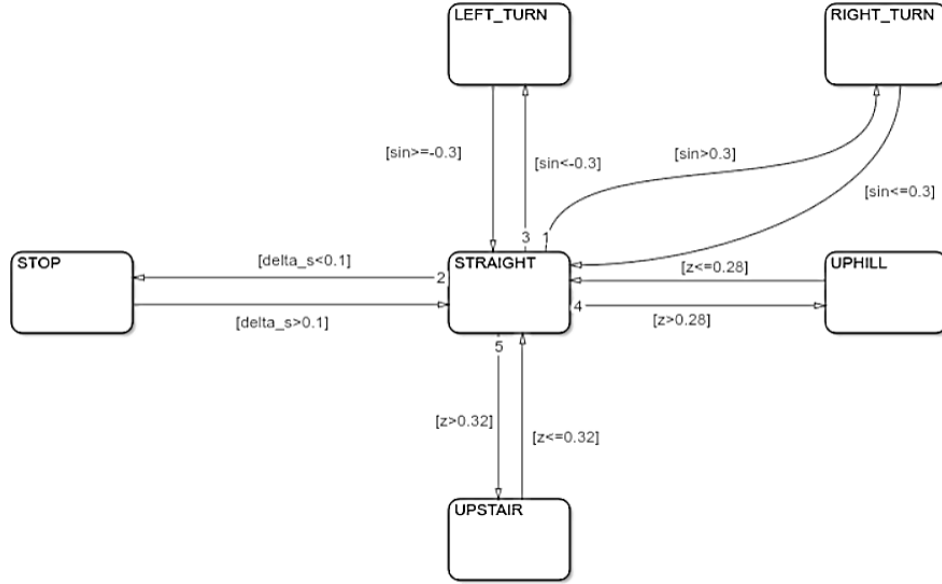 LEFT_TURN
RIGHT_TURN
[sin>=-0.3]
[sin<-0.3]
[sin>0.3]
[sin<=0.3]
3
1
STOP
[delta_s<0.1]
2
[delta_s>0.1]
STRAIGHT
[z<=0.28]
4
[z>0.28]
UPHILL
5
[z>0.32]
[z<=0.32]
UPSTAIR